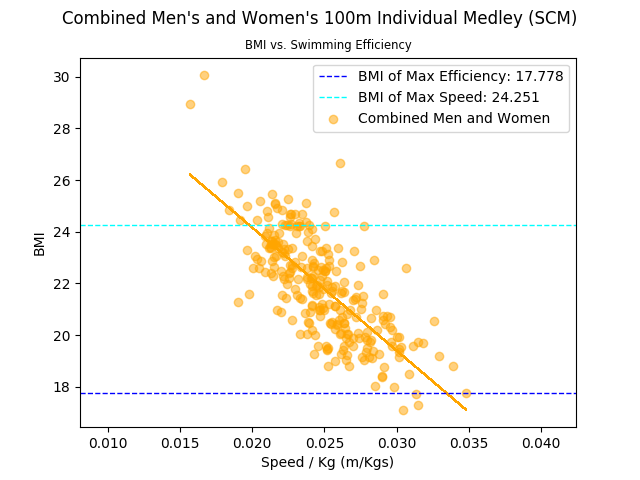 Combined Men's and Women's 100m Individual Medley (SCM)
BMI vs. Swimming Efficiency
BMI of Max Efficiency: 17.778
BMI of Max Speed: 24.251
Combined Men and Women
30
28
26
24
22
20
18
BMI
0.010 0.015 0.020 0.025 0.030 0.035 0.040
Speed / Kg (m/Kgs)